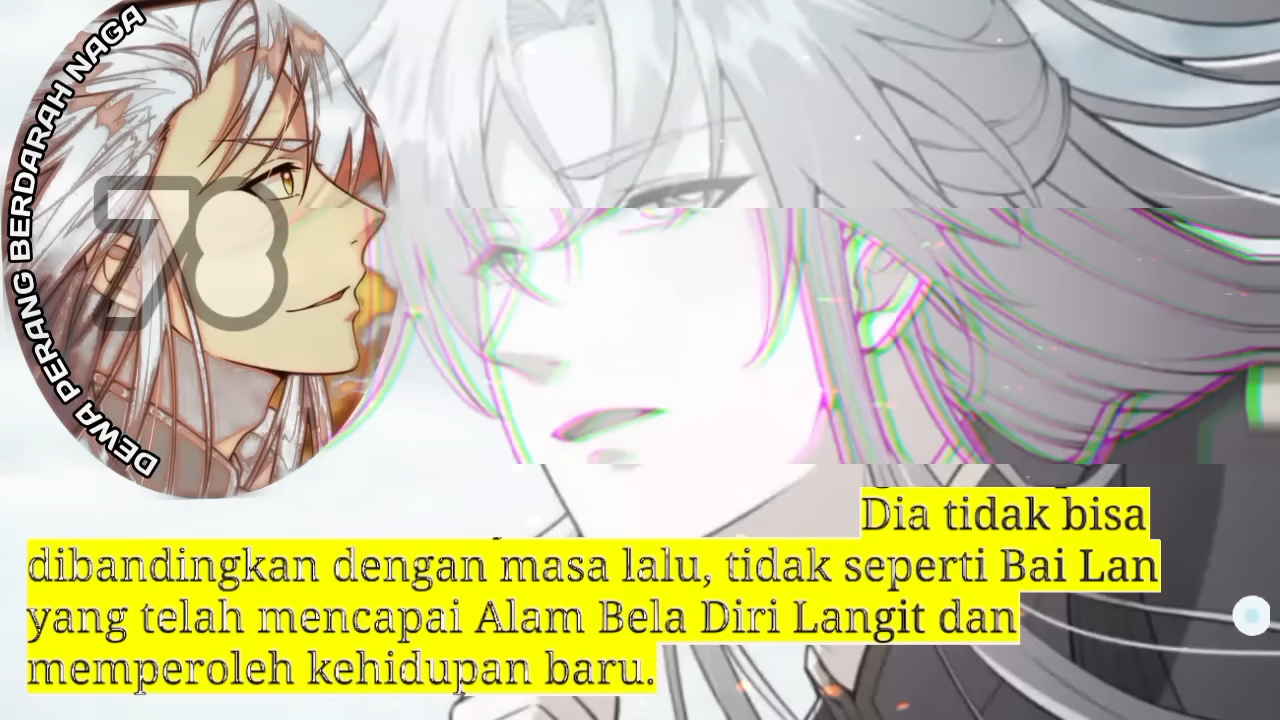 DEWA PERANG BERDARAH NAGA
78
Dia tidak bisa
dibandingkan dengan masa lalu, tidak seperti Bai Lan
yang telah mencapai Alam Bela Diri Langit dan
memperoleh kehidupan baru.